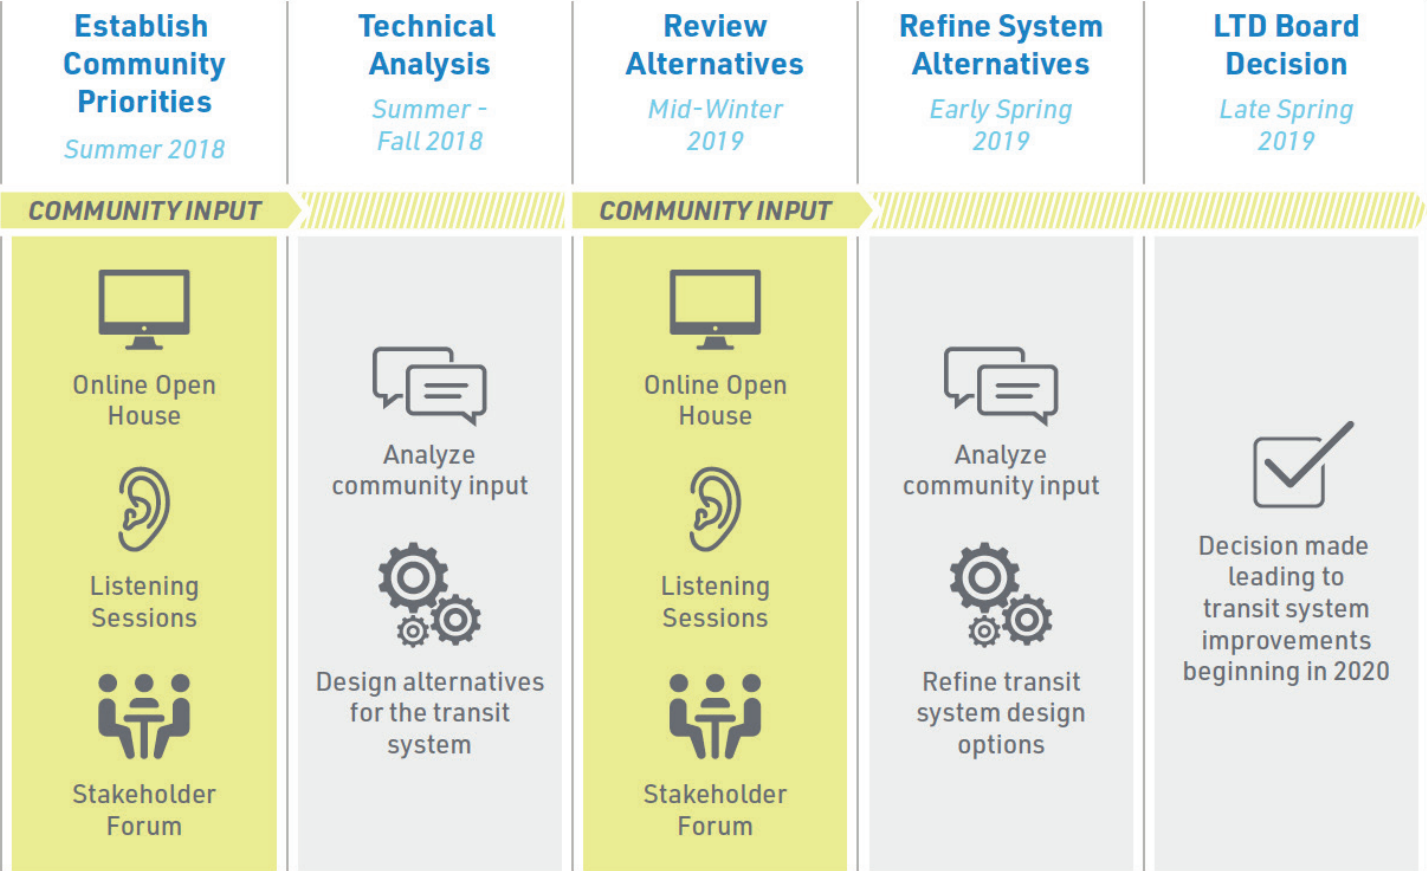 Establish
Community
Priorities
Summer 2018
Technical
Analysis
Summer -
Fall 2018
Review
Alternatives
Mid-Winter
2019
Refine System
Alternatives
Early Spring
2019
LTD Board
Decision
Late Spring
2019
COMMUNITY INPUT
COMMUNITY INPUT
Online Open
House
Listening
Sessions
Stakeholder
Forum
Analyze
community input
Design alternatives
for the transit
system
Online Open
House
Listening
Sessions
Stakeholder
Forum
Analyze
community input
Refine transit
system design
options
Decision made
leading to
transit system
improvements
beginning in 2020